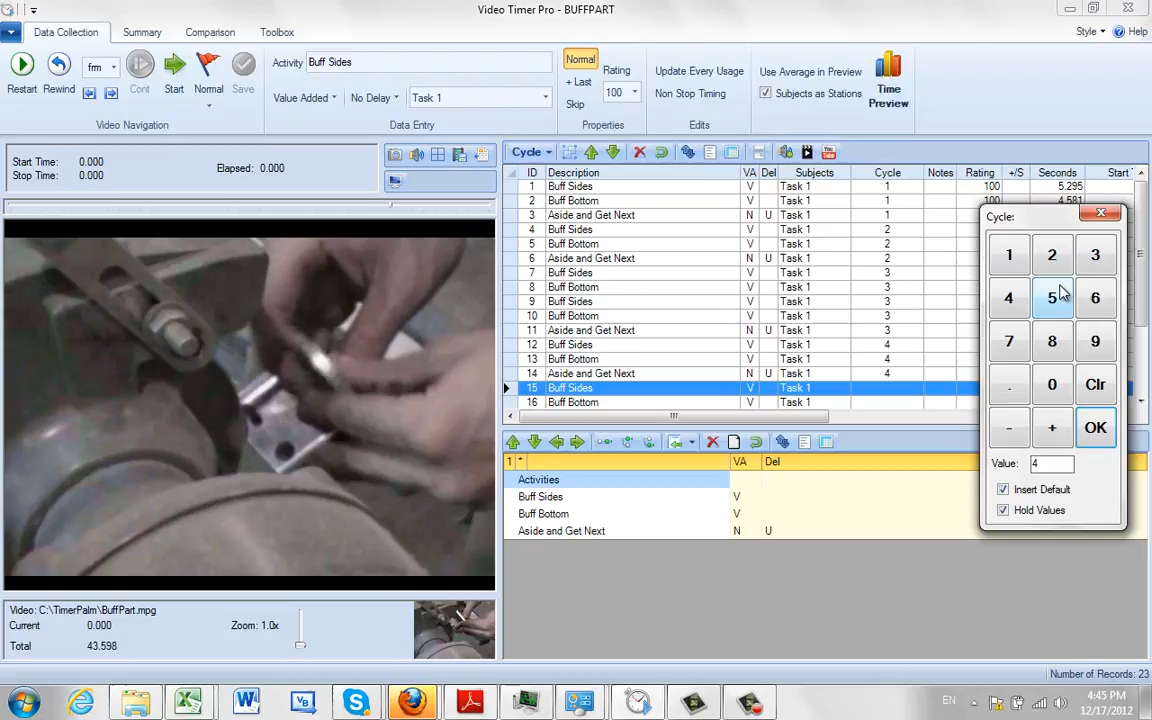 Video Timer Pro - BUFFPART
Data Collection Summary Comparison Toolbox Style Help
Restart Rewind frm Cont Start Normal Save
Video Navigation
Activity Buff Sides
Value Added No Delay Task 1
Data Entry
Normal
+ Last
Skip
Rating
100
Properties
Update Every Usage
Non Stop Timing
Edits
Use Average in Preview
Subjects as Stations
Time
Preview
Start Time: 0.000
Stop Time: 0.000
Elapsed: 0.000
Cycle
You
Tube
ID Description VA Del Subjects Cycle Notes Rating +/S Seconds Start
1 Buff Sides V Task 1 1 100 5.295
2 Buff Bottom V Task 1 1 100 4.581
3 Aside and Get Next N U Task 1 1
4 Buff Sides V Task 1 2
5 Buff Bottom V Task 1 2
6 Aside and Get Next N U Task 1 2
7 Buff Sides V Task 1 3
8 Buff Bottom V Task 1 3
9 Buff Sides V Task 1 3
10 Buff Bottom V Task 1 3
11 Aside and Get Next N U Task 1 3
12 Buff Sides V Task 1 4
13 Buff Bottom V Task 1 4
14 Aside and Get Next N U Task 1 4
15 Buff Sides V Task 1
16 Buff Bottom V Task 1
Cycle:
1 2 3
4 5 6
7 8 9
. 0 Clr
- + OK
Value: 4
Insert Default
Hold Values
1 * VA Del
Activities
Buff Sides V
Buff Bottom V
Aside and Get Next N U
Video: C:\TimerPalm\BuffPart.mpg
Current 0.000 Zoom: 1.0x
Total 43.598
Number of Records: 23
EN
4:45 PM
12/17/2012